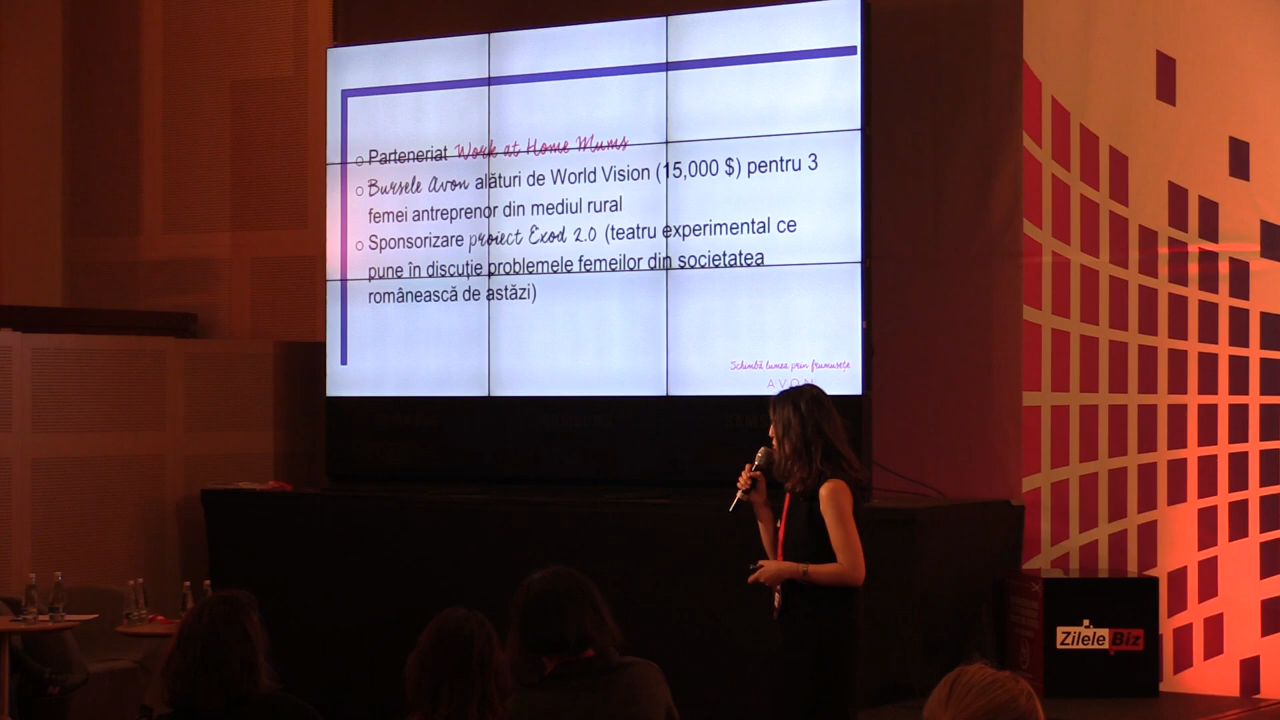 ○ Parteneriat Work at Home Mums
○ Bursele Avon alături de World Vision (15,000 $) pentru 3
femei antreprenor din mediul rural
○ Sponsorizare proiect Exod 2.0 (teatru experimental ce
pune în discuție problemele femeilor din societatea
românească de astăzi)
Schimbă lumea prin frumusețe
AVON
Zilele Biz